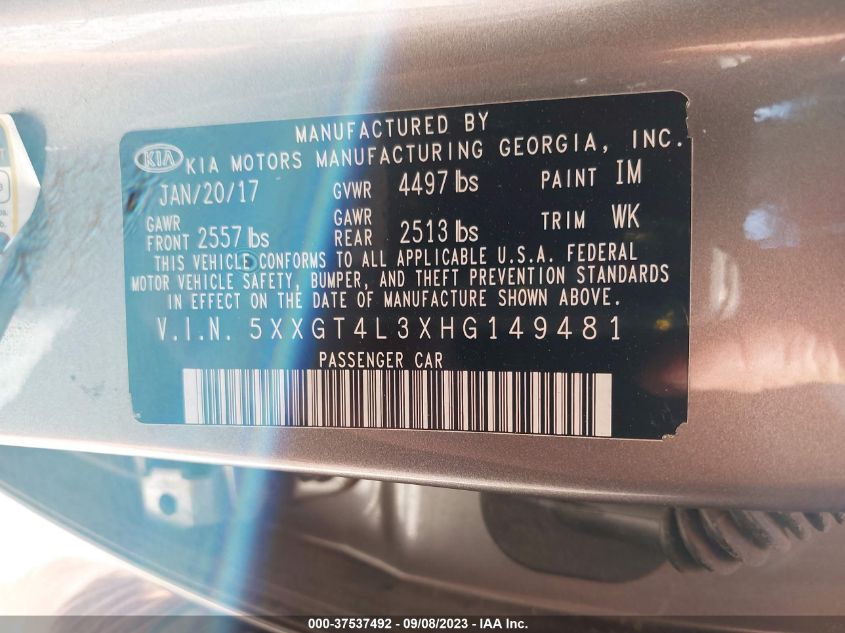 MANUFACTURED BY
KIA KIA MOTORS MANUFACTURING GEORGIA, INC.
JAN/20/17 GVWR 4497 lbs PAINT IM
GAWR FRONT 2557 lbs GAWR REAR 2513 lbs TRIM WK
THIS VEHICLE CONFORMS TO ALL APPLICABLE U.S.A. FEDERAL
MOTOR VEHICLE SAFETY, BUMPER, AND THEFT PREVENTION STANDARDS
IN EFFECT ON THE DATE OF MANUFACTURE SHOWN ABOVE.
V.I.N. 5XXGT4L3XHG149481
PASSENGER CAR
000-37537492 - 09/08/2023 - IAA Inc.